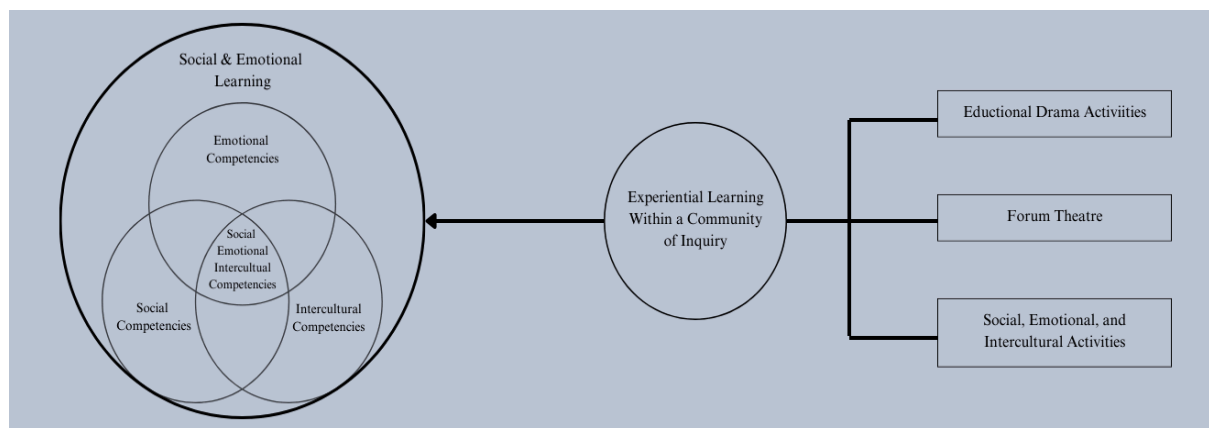 Social & Emotional
Learning
Emotional
Competencies
Social
Emotional
Intercultual
Competencies
Social
Competencies
Intercultural
Competencies
Experiential Learning
Within a Community
of Inquiry
Eductional Drama Activiities
Forum Theatre
Social, Emotional, and
Intercultural Activities